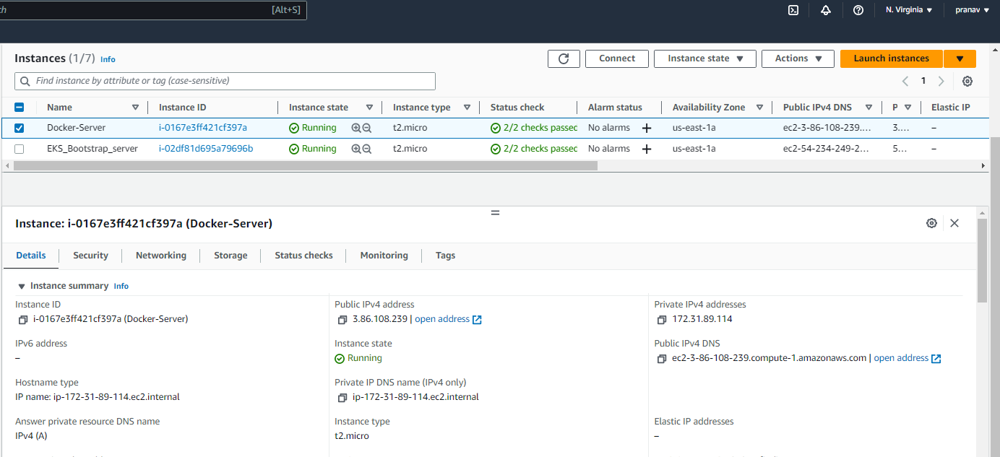 ch [Alt+S] N. Virginia pranav
Instances (1/7) Info Connect Instance state Actions Launch instances
Find instance by attribute or tag (case-sensitive) 1
Name Instance ID Instance state Instance type Status check Alarm status Availability Zone Public IPv4 DNS P Elastic IP
Docker-Server i-0167e3ff421cf397a Running t2.micro 2/2 checks passec No alarms + us-east-1a ec2-3-86-108-239.... 3.... –
EKS_Bootstrap_server i-02df81d695a79696b Running t2.micro 2/2 checks passec No alarms + us-east-1a ec2-54-234-249-2... 5... –
Instance: i-0167e3ff421cf397a (Docker-Server)
Details Security Networking Storage Status checks Monitoring Tags
Instance summary Info
Instance ID Public IPv4 address Private IPv4 addresses
i-0167e3ff421cf397a (Docker-Server) 3.86.108.239 | open address 172.31.89.114
IPv6 address Instance state Public IPv4 DNS
– Running ec2-3-86-108-239.compute-1.amazonaws.com | open address
Hostname type Private IP DNS name (IPv4 only)
IP name: ip-172-31-89-114.ec2.internal ip-172-31-89-114.ec2.internal
Answer private resource DNS name Instance type Elastic IP addresses
IPv4 (A) t2.micro –